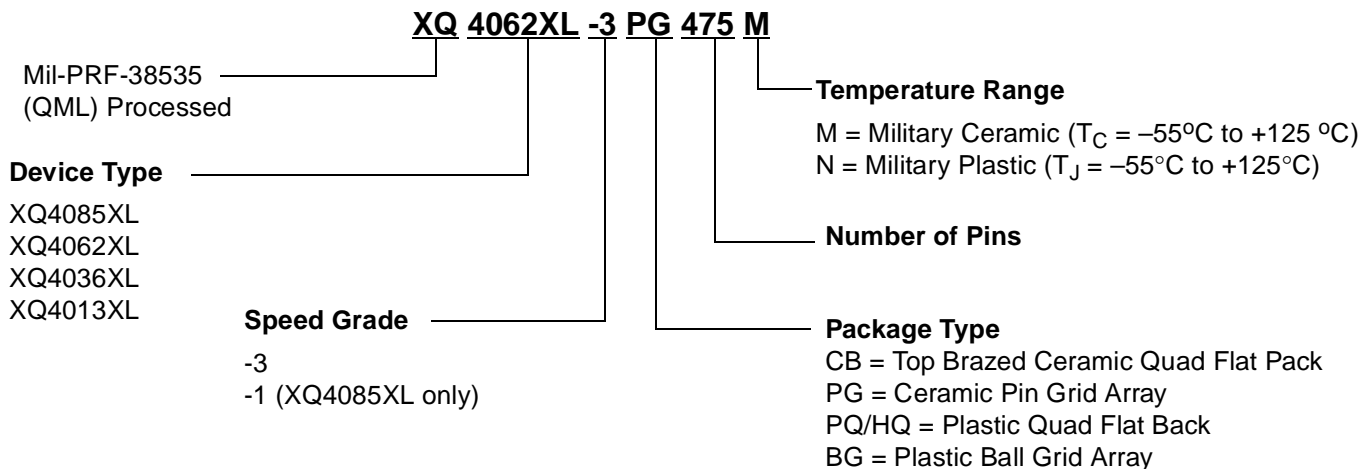 XQ 4062XL -3 PG 475 M
Mil-PRF-38535
(QML) Processed
Device Type
XQ4085XL
XQ4062XL
XQ4036XL
XQ4013XL
Speed Grade
-3
-1 (XQ4085XL only)
Temperature Range
M = Military Ceramic (TC = –55oC to +125 oC)
N = Military Plastic (TJ = –55°C to +125°C)
Number of Pins
Package Type
CB = Top Brazed Ceramic Quad Flat Pack
PG = Ceramic Pin Grid Array
PQ/HQ = Plastic Quad Flat Back
BG = Plastic Ball Grid Array